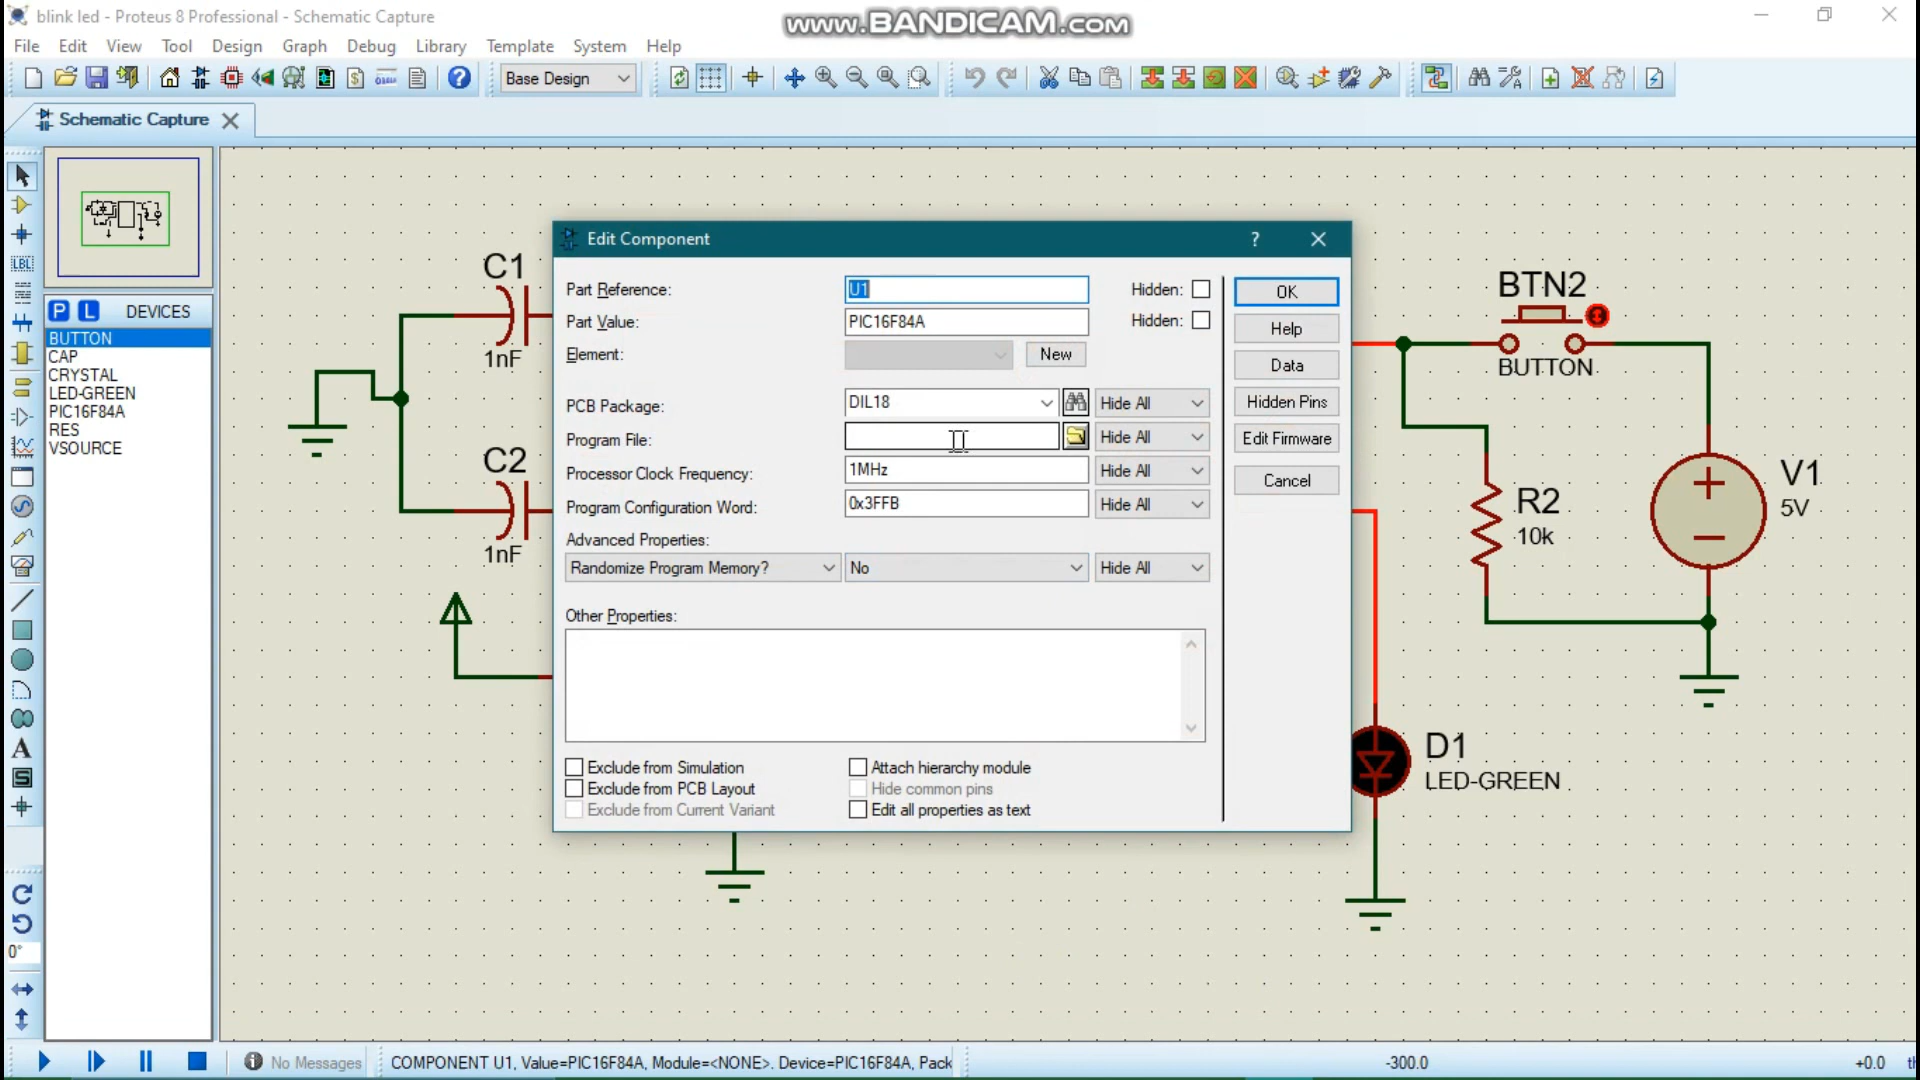 blink led - Proteus 8 Professional - Schematic Capture
www.BANDICAM.com
File Edit View Tool Design Graph Debug Library Template System Help
Base Design
Schematic Capture
P L DEVICES
BUTTON
CAP
CRYSTAL
LED-GREEN
PIC16F84A
RES
VSOURCE
LBL
A
S
0°
C1
1nF
C2
1nF
Edit Component
?
Part Reference: U1 Hidden:
Part Value: PIC16F84A Hidden:
Element: New
PCB Package: DIL18 Hide All
Program File: Hide All
Processor Clock Frequency: 1MHz Hide All
Program Configuration Word: 0x3FFB Hide All
Advanced Properties:
Randomize Program Memory? No Hide All
Other Properties:
Exclude from Simulation Attach hierarchy module
Exclude from PCB Layout Hide common pins
Exclude from Current Variant Edit all properties as text
OK
Help
Data
Hidden Pins
Edit Firmware
Cancel
BTN2
BUTTON
R2
10k
V1
5V
D1
LED-GREEN
No Messages COMPONENT U1, Value=PIC16F84A, Module=<NONE>. Device=PIC16F84A, Pack -300.0 +0.0